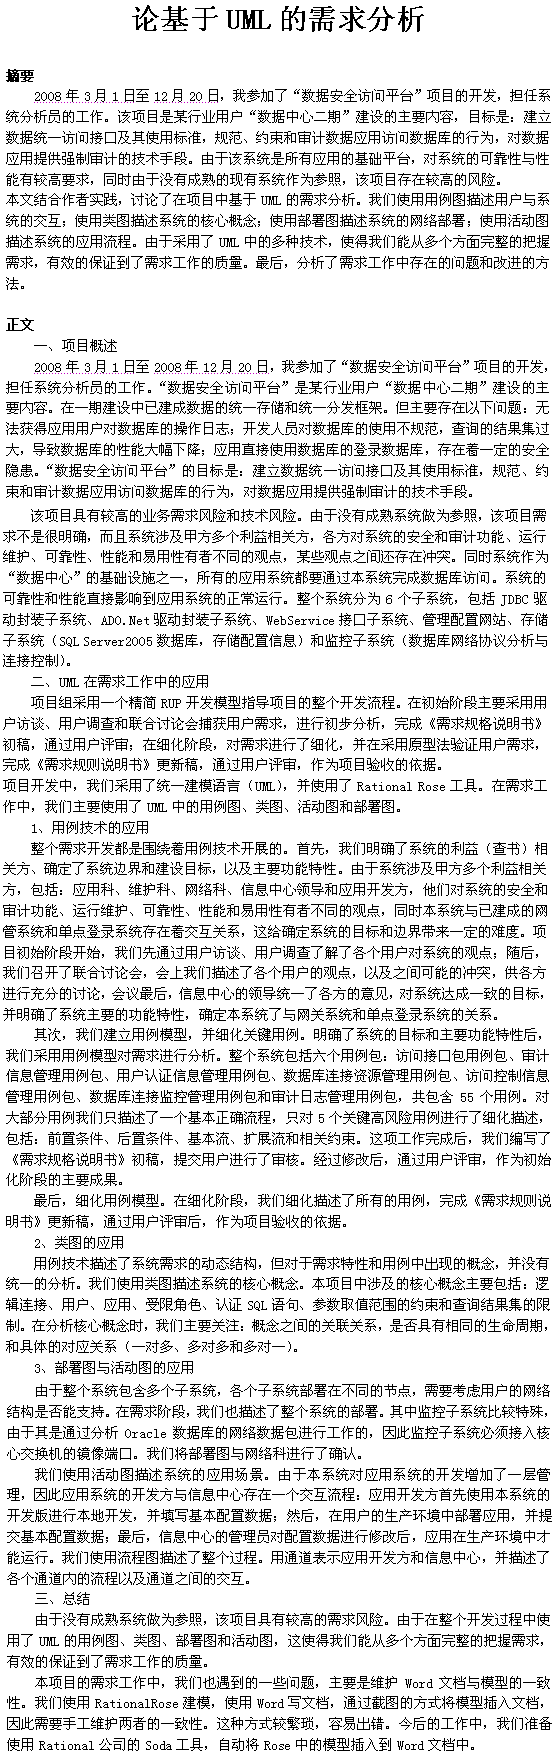 论基于 UML 的需求分析
摘要
2008 年 3 月 1 日至 12 月 20 日，我参加了“数据安全访问平台”项目的开发，担任系
统分析员的工作。该项目是某行业用户“数据中心二期”建设的主要内容，目标是：建立
数据统一访问接口及其使用标准，规范、约束和审计数据应用访问数据库的行为，对数据
应用提供强制审计的技术手段。由于该系统是所有应用的基础平台，对系统的可靠性与性
能有较高要求，同时由于没有成熟的现有系统作为参照，该项目存在较高的风险。
本文结合作者实践，讨论了在项目中基于 UML 的需求分析。我们使用用例图描述用户与系
统的交互；使用类图描述系统的核心概念；使用部署图描述系统的网络部署；使用活动图
描述系统的应用流程。由于采用了 UML 中的多种技术，使得我们能从多个方面完整的把握
需求，有效的保证到了需求工作的质量。最后，分析了需求工作中存在的问题和改进的方
法。
正文
一、项目概述
2008 年 3 月 1 日至 2008 年 12 月 20 日，我参加了“数据安全访问平台”项目的开发，
担任系统分析员的工作。“数据安全访问平台”是某行业用户“数据中心二期”建设的主
要内容。在一期建设中已建成数据的统一存储和统一分发框架。但主要存在以下问题：无
法获得应用用户对数据库的操作日志；开发人员对数据库的使用不规范，查询的结果集过
大，导致数据库的性能大幅下降；应用直接使用数据库的登录数据库，存在着一定的安全
隐患。“数据安全访问平台”的目标是：建立数据统一访问接口及其使用标准，规范、约
束和审计数据应用访问数据库的行为，对数据应用提供强制审计的技术手段。
该项目具有较高的业务需求风险和技术风险。由于没有成熟系统做为参照，该项目需
求不是很明确，而且系统涉及甲方多个利益相关方，各方对系统的安全和审计功能、运行
维护、可靠性、性能和易用性有者不同的观点，某些观点之间还存在冲突。同时系统作为
“数据中心”的基础设施之一，所有的应用系统都要通过本系统完成数据库访问。系统的
可靠性和性能直接影响到应用系统的正常运行。整个系统分为 6 个子系统，包括 JDBC 驱
动封装子系统、ADO.Net 驱动封装子系统、WebService 接口子系统、管理配置网站、存储
子系统（SQL Server2005 数据库，存储配置信息）和监控子系统（数据库网络协议分析与
连接控制）。
二、UML 在需求工作中的应用
项目组采用一个精简 RUP 开发模型指导项目的整个开发流程。在初始阶段主要采用用
户访谈、用户调查和联合讨论会捕获用户需求，进行初步分析，完成《需求规格说明书》
初稿，通过用户评审；在细化阶段，对需求进行了细化，并在采用原型法验证用户需求，
完成《需求规则说明书》更新稿，通过用户评审，作为项目验收的依据。
项目开发中，我们采用了统一建模语言（UML），并使用了 Rational Rose 工具。在需求工
作中，我们主要使用了 UML 中的用例图、类图、活动图和部署图。
1、用例技术的应用
整个需求开发都是围绕着用例技术开展的。首先，我们明确了系统的利益（查书）相
关方、确定了系统边界和建设目标，以及主要功能特性。由于系统涉及甲方多个利益相关
方，包括：应用科、维护科、网络科、信息中心领导和应用开发方，他们对系统的安全和
审计功能、运行维护、可靠性、性能和易用性有者不同的观点，同时本系统与已建成的网
管系统和单点登录系统存在着交互关系，这给确定系统的目标和边界带来一定的难度。项
目初始阶段开始，我们先通过用户访谈、用户调查了解了各个用户对系统的观点；随后，
我们召开了联合讨论会，会上我们描述了各个用户的观点，以及之间可能的冲突，供各方
进行充分的讨论，会议最后，信息中心的领导统一了各方的意见，对系统达成一致的目标，
并明确了系统主要的功能特性，确定本系统了与网关系统和单点登录系统的关系。
其次，我们建立用例模型，并细化关键用例。明确了系统的目标和主要功能特性后，
我们采用用例模型对需求进行分析。整个系统包括六个用例包：访问接口包用例包、审计
信息管理用例包、用户认证信息管理用例包、数据库连接资源管理用例包、访问控制信息
管理用例包、数据库连接监控管理用例包和审计日志管理用例包，共包含 55 个用例。对
大部分用例我们只描述了一个基本正确流程，只对 5 个关键高风险用例进行了细化描述，
包括：前置条件、后置条件、基本流、扩展流和相关约束。这项工作完成后，我们编写了
《需求规格说明书》初稿，提交用户进行了审核。经过修改后，通过用户评审，作为初始
化阶段的主要成果。
最后，细化用例模型。在细化阶段，我们细化描述了所有的用例，完成《需求规则说
明书》更新稿，通过用户评审后，作为项目验收的依据。
2、类图的应用
用例技术描述了系统需求的动态结构，但对于需求特性和用例中出现的概念，并没有
统一的分析。我们使用类图描述系统的核心概念。本项目中涉及的核心概念主要包括：逻
辑连接、用户、应用、受限角色、认证 SQL 语句、参数取值范围的约束和查询结果集的限
制。在分析核心概念时，我们主要关注：概念之间的关联关系，是否具有相同的生命周期，
和具体的对应关系（一对多、多对多和多对一）。
3、部署图与活动图的应用
由于整个系统包含多个子系统，各个子系统部署在不同的节点，需要考虑用户的网络
结构是否能支持。在需求阶段，我们也描述了整个系统的部署。其中监控子系统比较特殊，
由于其是通过分析 Oracle 数据库的网络数据包进行工作的，因此监控子系统必须接入核
心交换机的镜像端口。我们将部署图与网络科进行了确认。
我们使用活动图描述系统的应用场景。由于本系统对应用系统的开发增加了一层管
理，因此应用系统的开发方与信息中心存在一个交互流程：应用开发方首先使用本系统的
开发版进行本地开发，并填写基本配置数据；然后，在用户的生产环境中部署应用，并提
交基本配置数据；最后，信息中心的管理员对配置数据进行修改后，应用在生产环境中才
能运行。我们使用流程图描述了整个过程。用通道表示应用开发方和信息中心，并描述了
各个通道内的流程以及通道之间的交互。
三、总结
由于没有成熟系统做为参照，该项目具有较高的需求风险。由于在整个开发过程中使
用了 UML 的用例图、类图、部署图和活动图，这使得我们能从多个方面完整的把握需求，
有效的保证到了需求工作的质量。
本项目的需求工作中，我们也遇到的一些问题，主要是维护 Word 文档与模型的一致
性。我们使用 RationalRose 建模，使用 Word 写文档，通过截图的方式将模型插入文档，
因此需要手工维护两者的一致性。这种方式较繁琐，容易出错。今后的工作中，我们准备
使用 Rational 公司的 Soda 工具，自动将 Rose 中的模型插入到 Word 文档中。